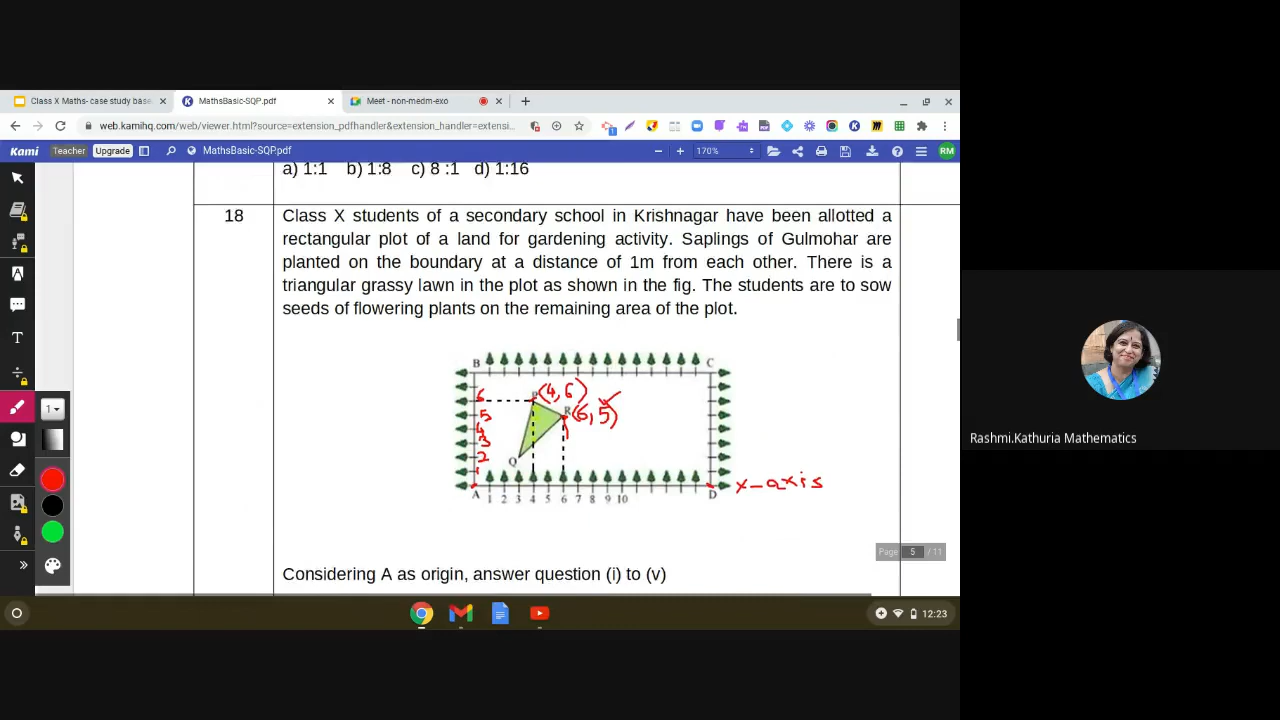 Class X Maths- case study base
MathsBasic-SQP.pdf
Meet - non-medm-exo
web.kamihq.com/web/viewer.html?source=extension_pdfhandler&extension_handler=extensi...
Kami
Teacher
Upgrade
MathsBasic-SQP.pdf
170%
RM
a) 1:1 b) 1:8 c) 8 :1 d) 1:16
18
Class X students of a secondary school in Krishnagar have been allotted a
rectangular plot of a land for gardening activity. Saplings of Gulmohar are
planted on the boundary at a distance of 1m from each other. There is a
triangular grassy lawn in the plot as shown in the fig. The students are to sow
seeds of flowering plants on the remaining area of the plot.
B C
6 P (4, 6)
5 R (6, 5)
4
3
2 Q
1
A 1 2 3 4 5 6 7 8 9 10 D x-axis
Page 5 / 11
Considering A as origin, answer question (i) to (v)
1
T
12:23
Rashmi.Kathuria Mathematics